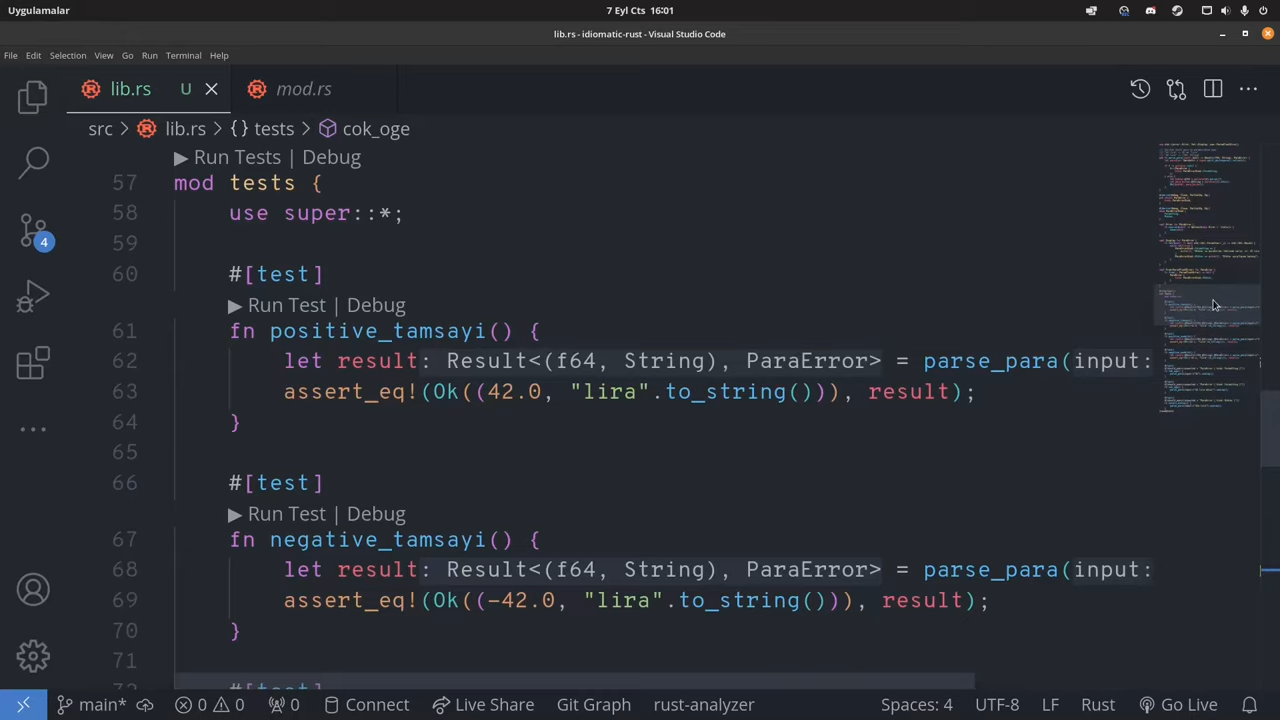 Uygulamalar
7 Eyl Cts 16:01
lib.rs - idiomatic-rust - Visual Studio Code
File Edit Selection View Go Run Terminal Help
lib.rs U mod.rs
src > lib.rs > {} tests > cok_oge
▶ Run Tests | Debug
57 mod tests {
58 use super::*;
59
60 #[test]
▶ Run Test | Debug
61 fn positive_tamsayi() {
62 let result: Result<(f64, String), ParaError> = parse_para(input:
63 assert_eq!(Ok((42.0, "lira".to_string())), result);
64 }
65
66 #[test]
▶ Run Test | Debug
67 fn negative_tamsayi() {
68 let result: Result<(f64, String), ParaError> = parse_para(input:
69 assert_eq!(Ok((-42.0, "lira".to_string())), result);
70 }
71
72 #[test]
4
main* 0 0 0 Connect Live Share Git Graph rust-analyzer Spaces: 4 UTF-8 LF Rust Go Live